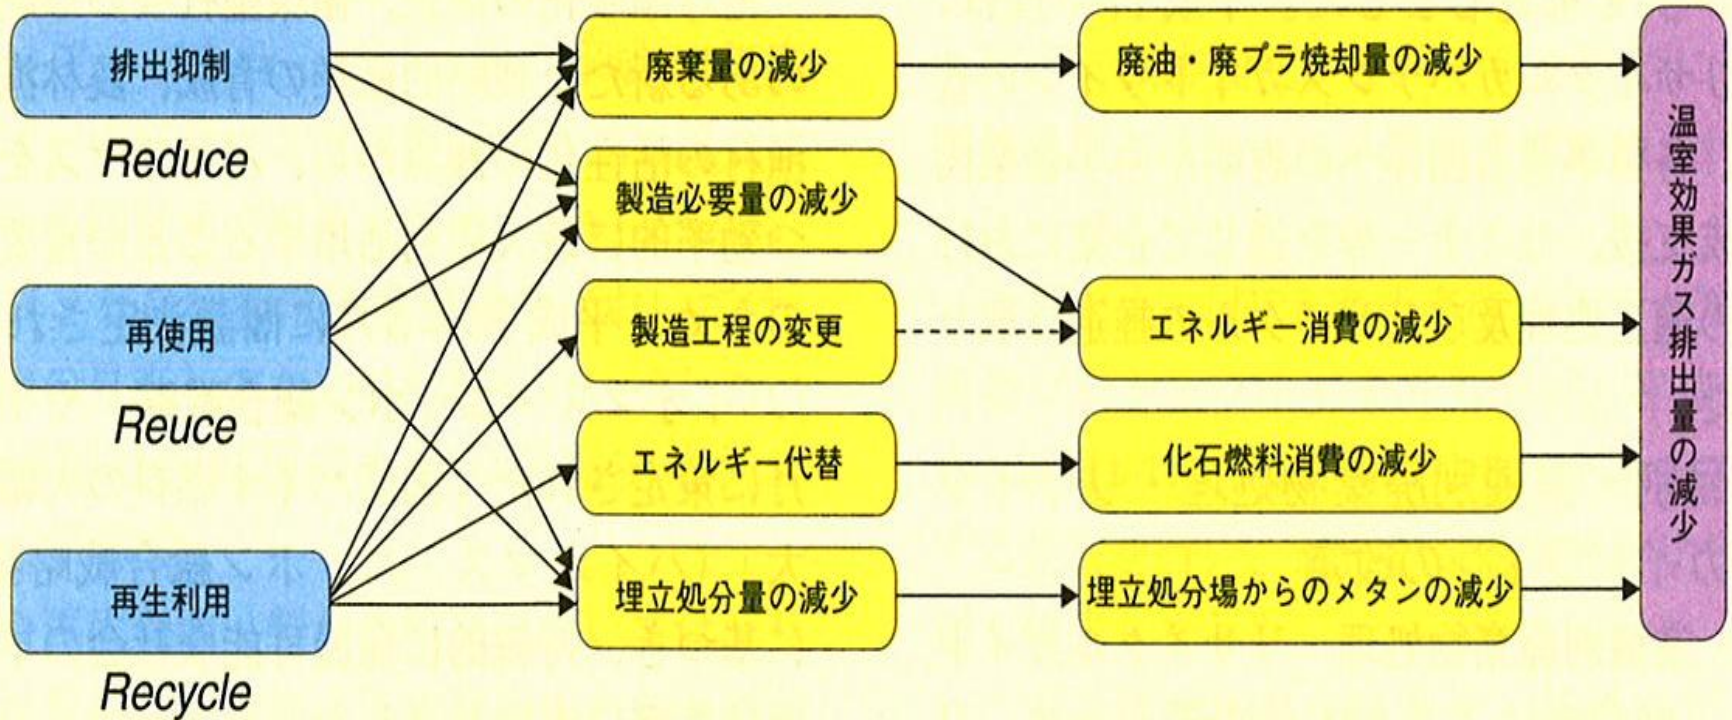 排出抑制
Reduce
再使用
Reuce
再生利用
Recycle
廃棄量の減少
製造必要量の減少
製造工程の変更
エネルギー代替
埋立処分量の減少
廃油・廃プラ焼却量の減少
エネルギー消費の減少
化石燃料消費の減少
埋立処分場からのメタンの減少
温室効果ガス排出量の減少